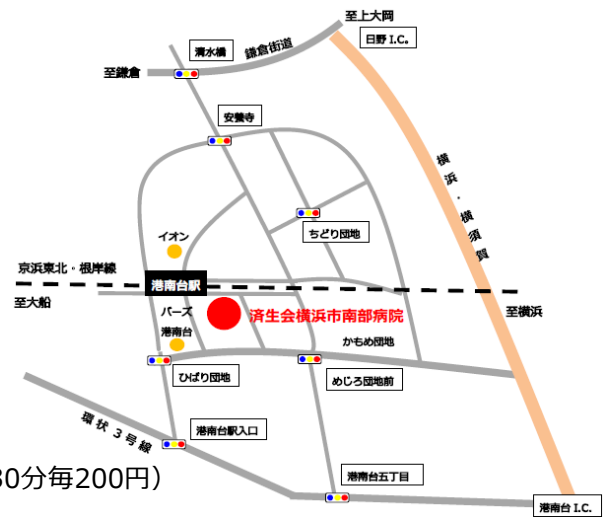 至上大岡
日野 I.C.
清水橋
鎌倉街道
至鎌倉
安養寺
横浜・横須賀
ちどり団地
イオン
京浜東北・根岸線
港南台駅
至大船
至横浜
バーズ
港南台
済生会横浜市南部病院
かもめ団地
ひばり団地
めじろ団地前
環状3号線
港南台駅入口
30分毎200円）
港南台五丁目
港南台 I.C.